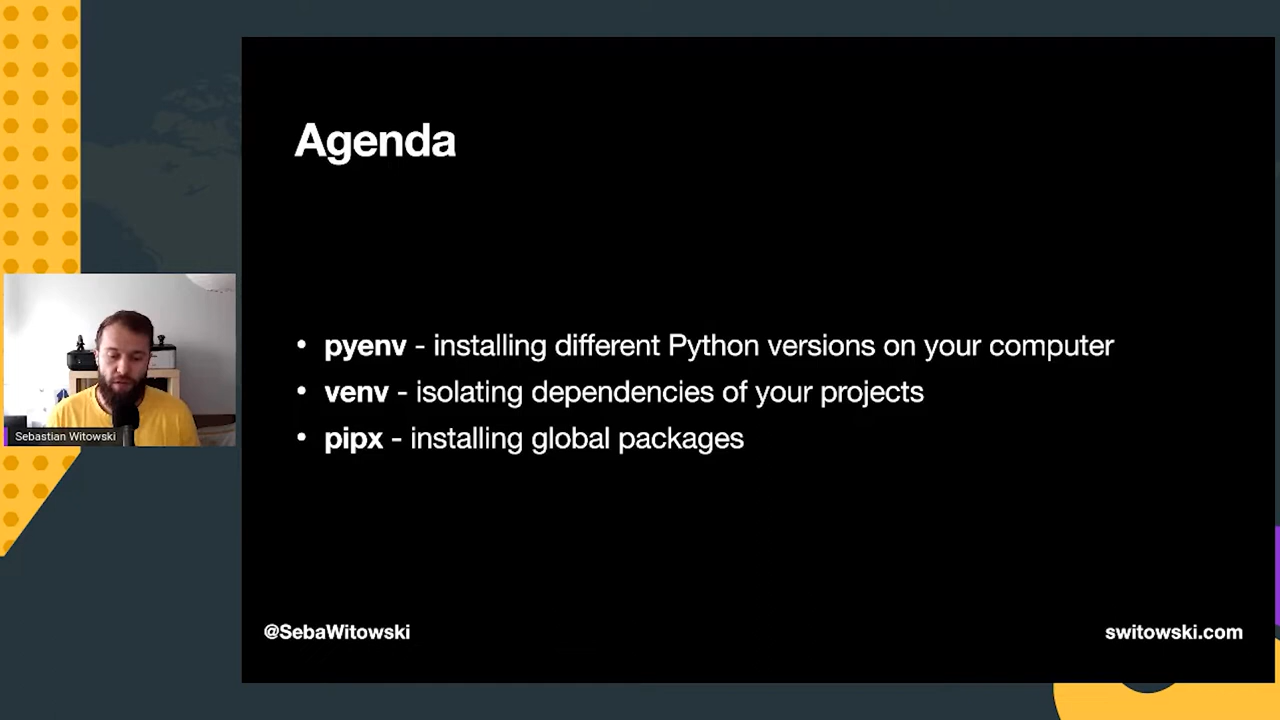 Agenda
• pyenv - installing different Python versions on your computer
• venv - isolating dependencies of your projects
• pipx - installing global packages
Sebastian Witowski
@SebaWitowski
switowski.com